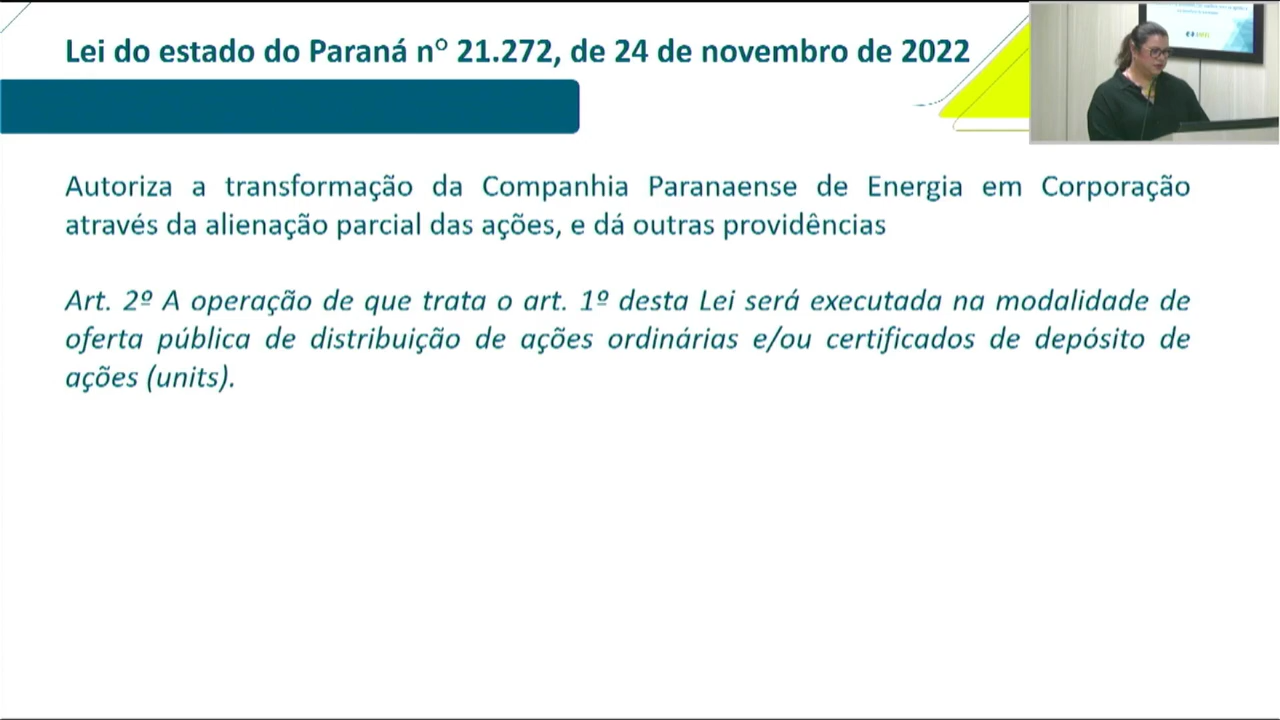 Lei do estado do Paraná nº 21.272, de 24 de novembro de 2022
Autoriza a transformação da Companhia Paranaense de Energia em Corporação
através da alienação parcial das ações, e dá outras providências
Art. 2º A operação de que trata o art. 1º desta Lei será executada na modalidade de
oferta pública de distribuição de ações ordinárias e/ou certificados de depósito de
ações (units).